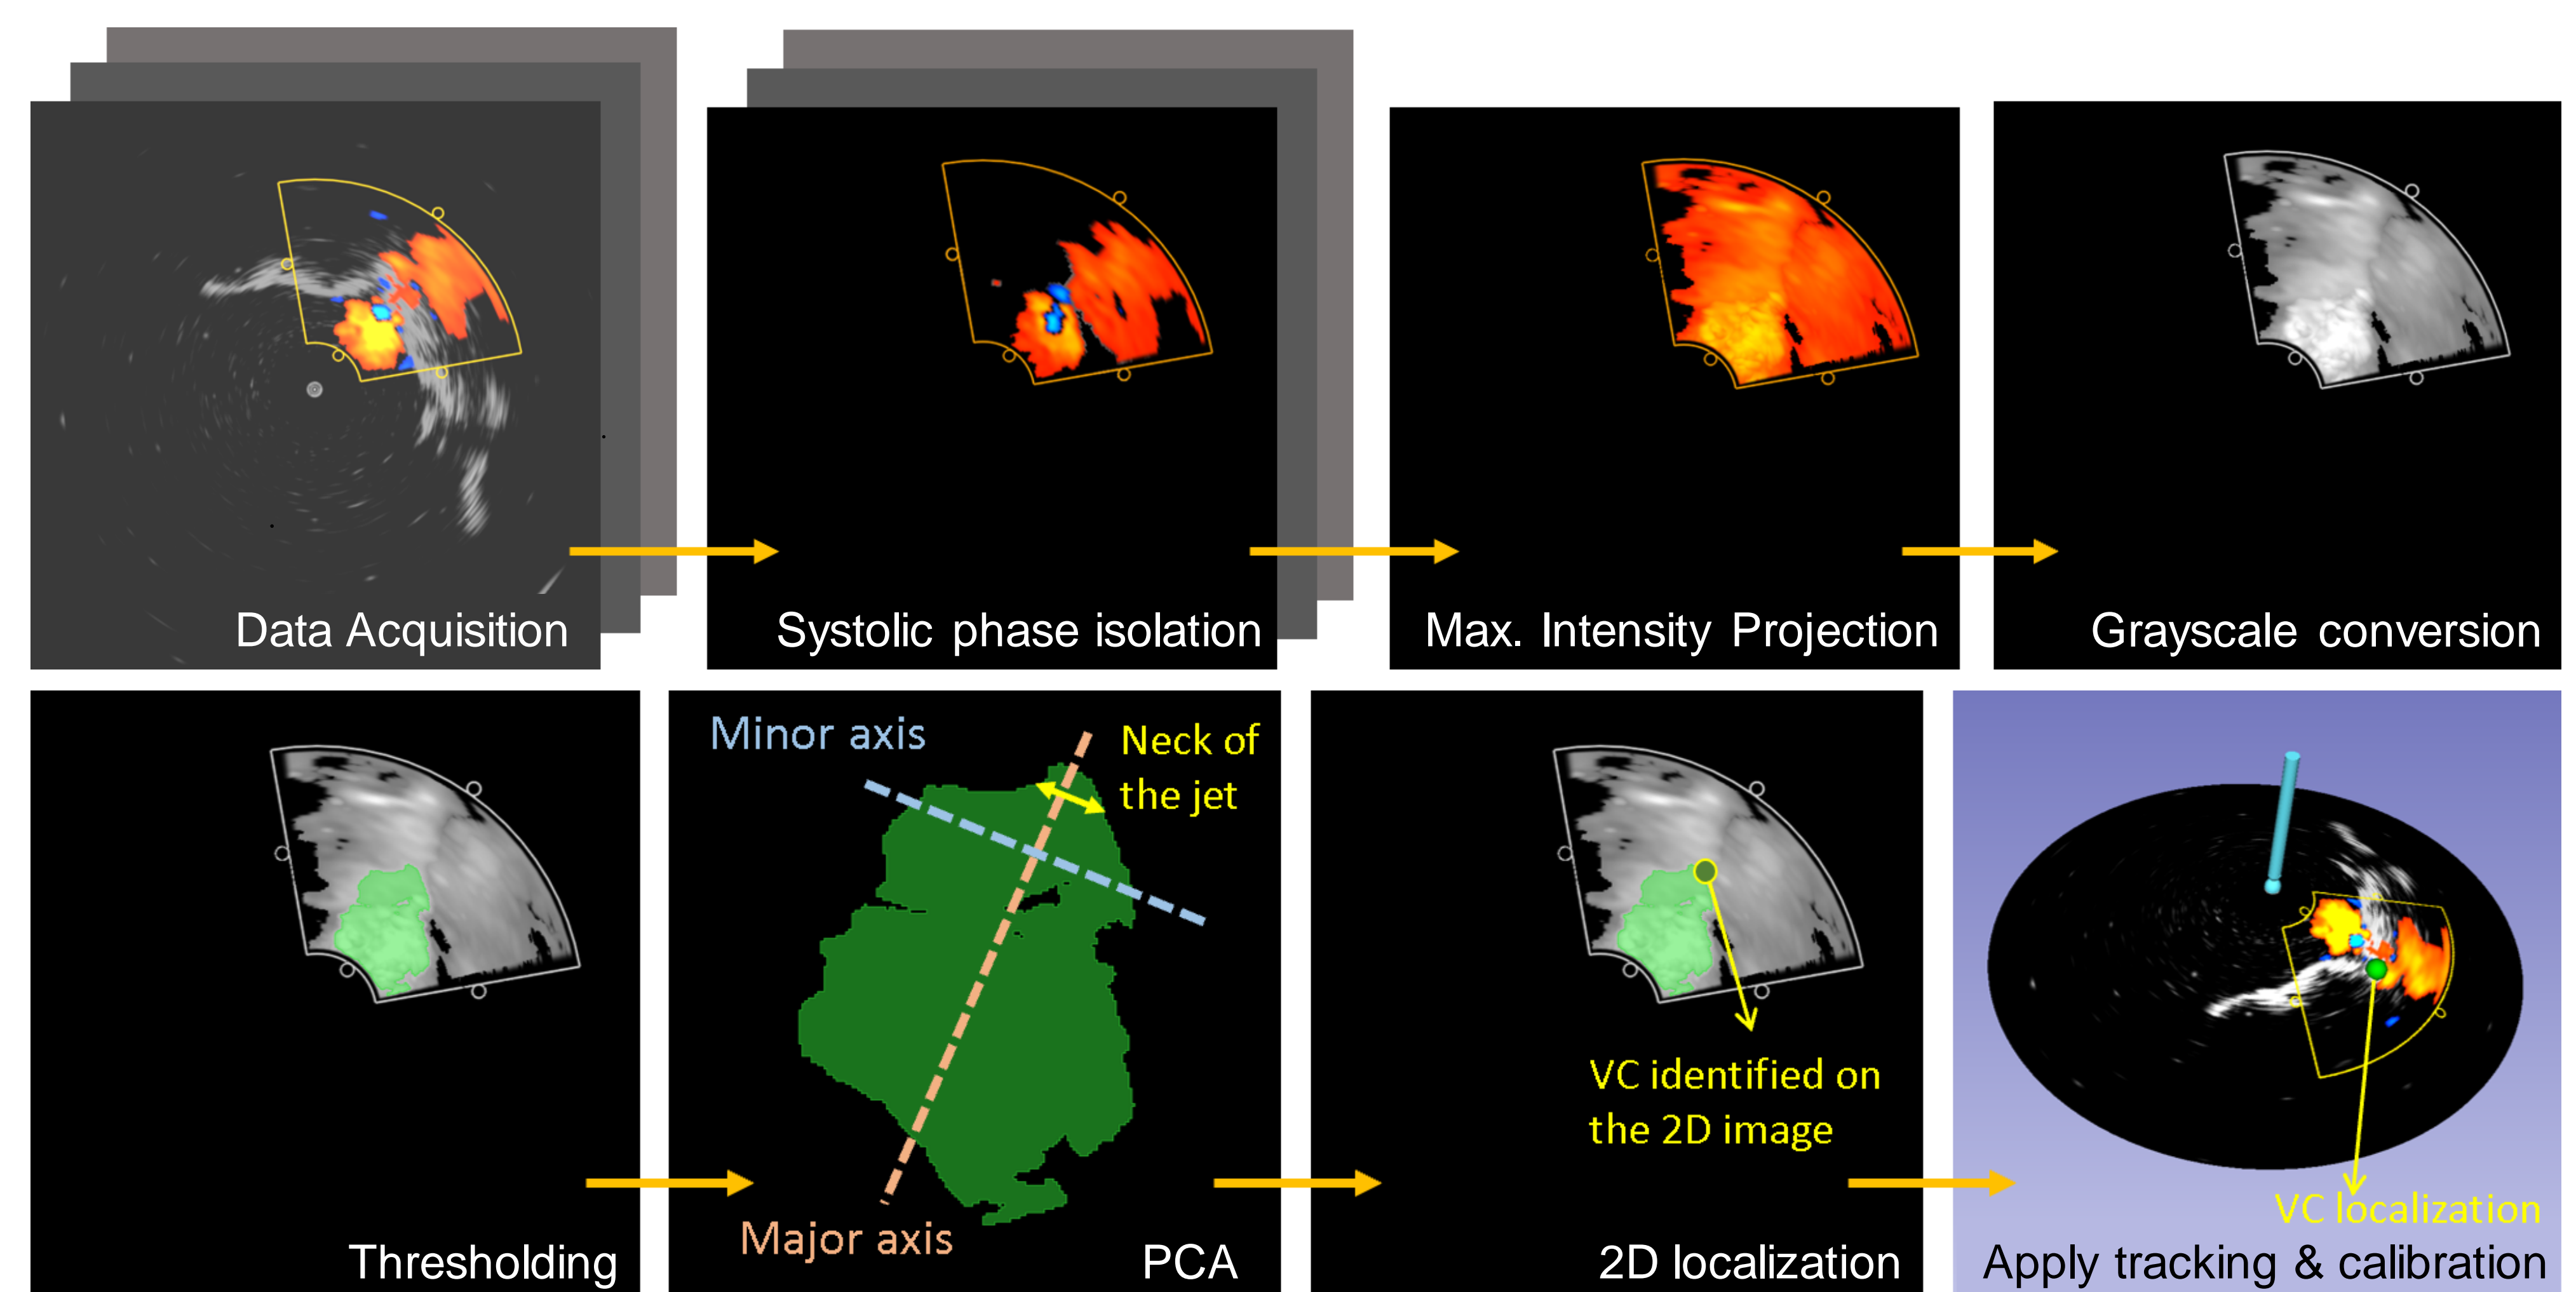 Data Acquisition
Systolic phase isolation
Max. Intensity Projection
Grayscale conversion
Thresholding
Minor axis
Neck of
the jet
Major axis
PCA
VC identified on
the 2D image
2D localization
VC localization
Apply tracking & calibration